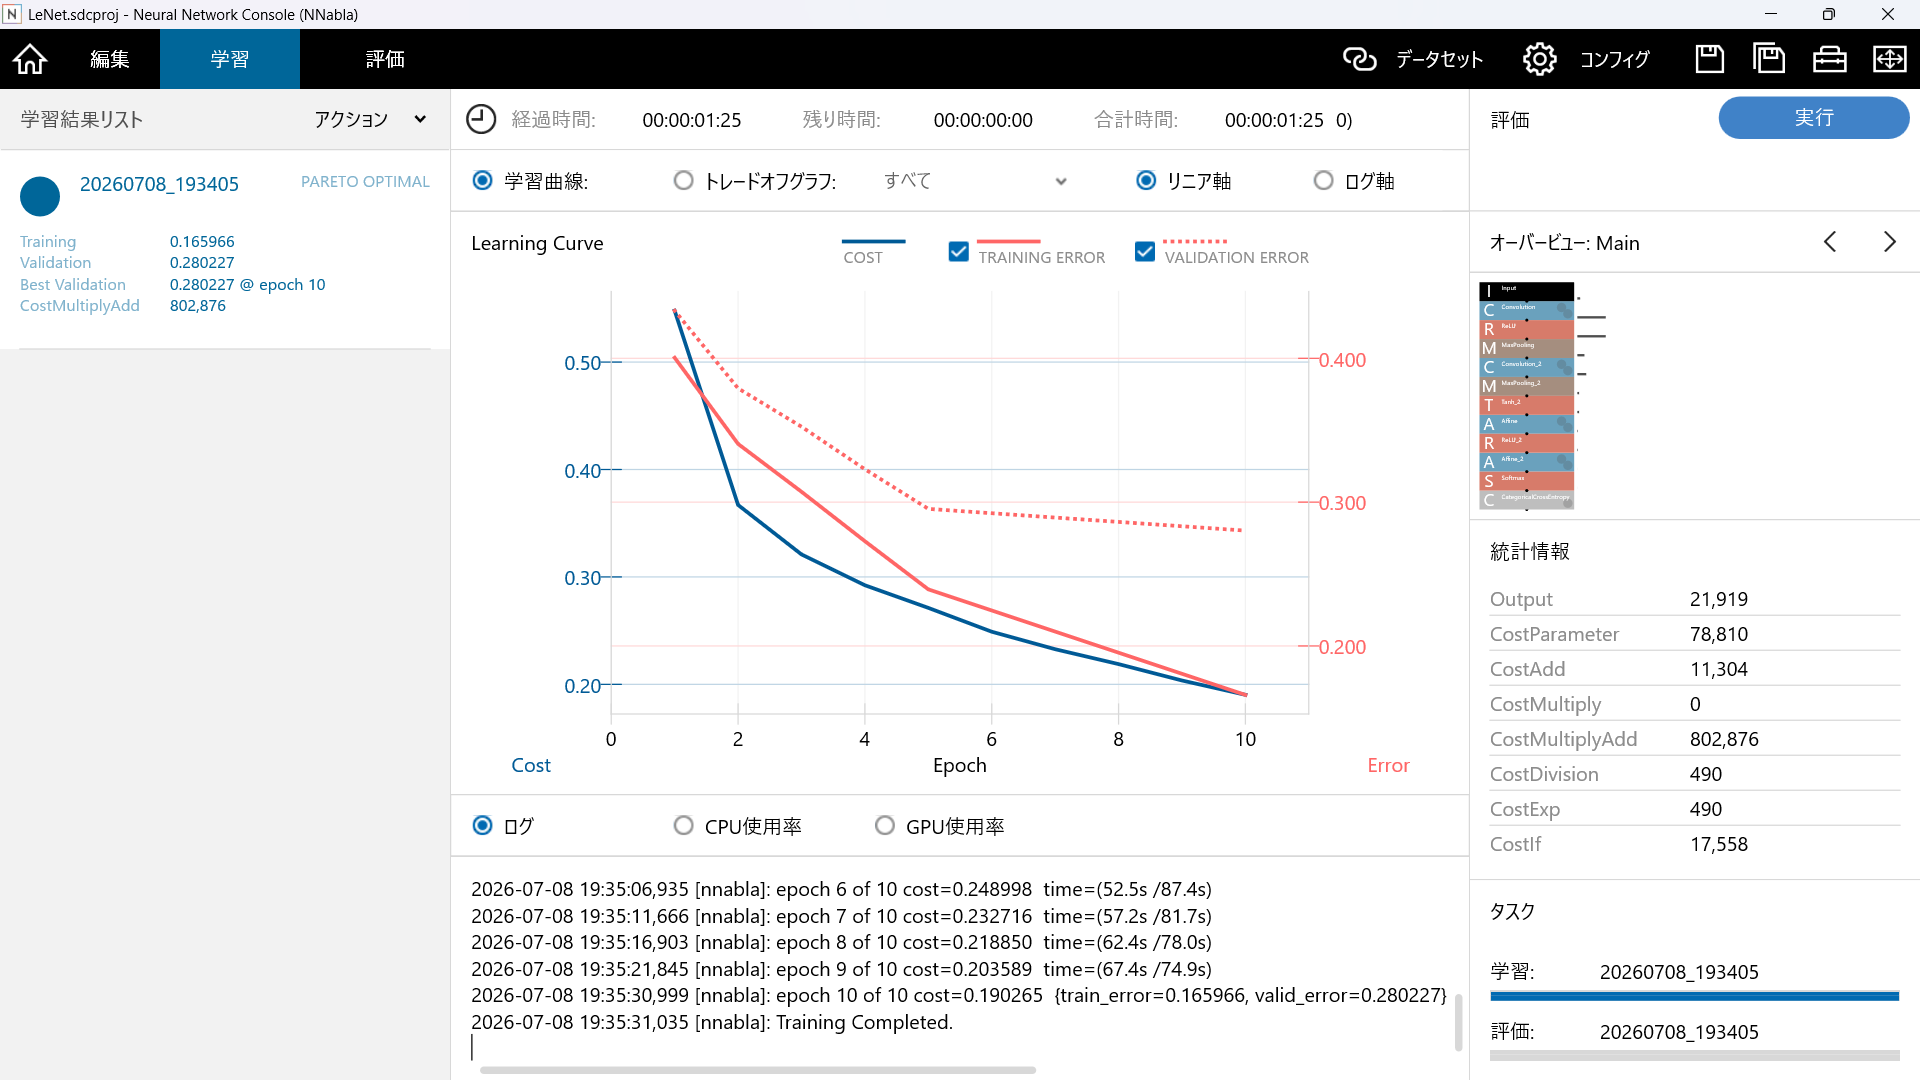 LeNet.sdcproj - Neural Network Console (NNabla)
編集
学習
評価
データセット
コンフィグ
学習結果リスト
アクション
20260708_193405
PARETO OPTIMAL
Training 0.165966
Validation 0.280227
Best Validation 0.280227 @ epoch 10
CostMultiplyAdd 802,876
経過時間: 00:00:01:25 残り時間: 00:00:00:00 合計時間: 00:00:01:25 0)
学習曲線: トレードオフグラフ: すべて リニア軸 ログ軸
Learning Curve
COST
TRAINING ERROR
VALIDATION ERROR
0.50
0.40
0.30
0.20
0.400
0.300
0.200
0 2 4 6 8 10
Cost Epoch Error
ログ CPU使用率 GPU使用率
2026-07-08 19:35:06,935 [nnabla]: epoch 6 of 10 cost=0.248998 time=(52.5s /87.4s)
2026-07-08 19:35:11,666 [nnabla]: epoch 7 of 10 cost=0.232716 time=(57.2s /81.7s)
2026-07-08 19:35:16,903 [nnabla]: epoch 8 of 10 cost=0.218850 time=(62.4s /78.0s)
2026-07-08 19:35:21,845 [nnabla]: epoch 9 of 10 cost=0.203589 time=(67.4s /74.9s)
2026-07-08 19:35:30,999 [nnabla]: epoch 10 of 10 cost=0.190265 {train_error=0.165966, valid_error=0.280227}
2026-07-08 19:35:31,035 [nnabla]: Training Completed.
評価
実行
オーバービュー: Main
I Input
C Convolution
R ReLU
M MaxPooling
C Convolution_2
M MaxPooling_2
T Tanh_2
A Affine
R ReLU_2
A Affine_2
S Softmax
C CategoricalCrossEntropy
統計情報
Output 21,919
CostParameter 78,810
CostAdd 11,304
CostMultiply 0
CostMultiplyAdd 802,876
CostDivision 490
CostExp 490
CostIf 17,558
タスク
学習: 20260708_193405
評価: 20260708_193405